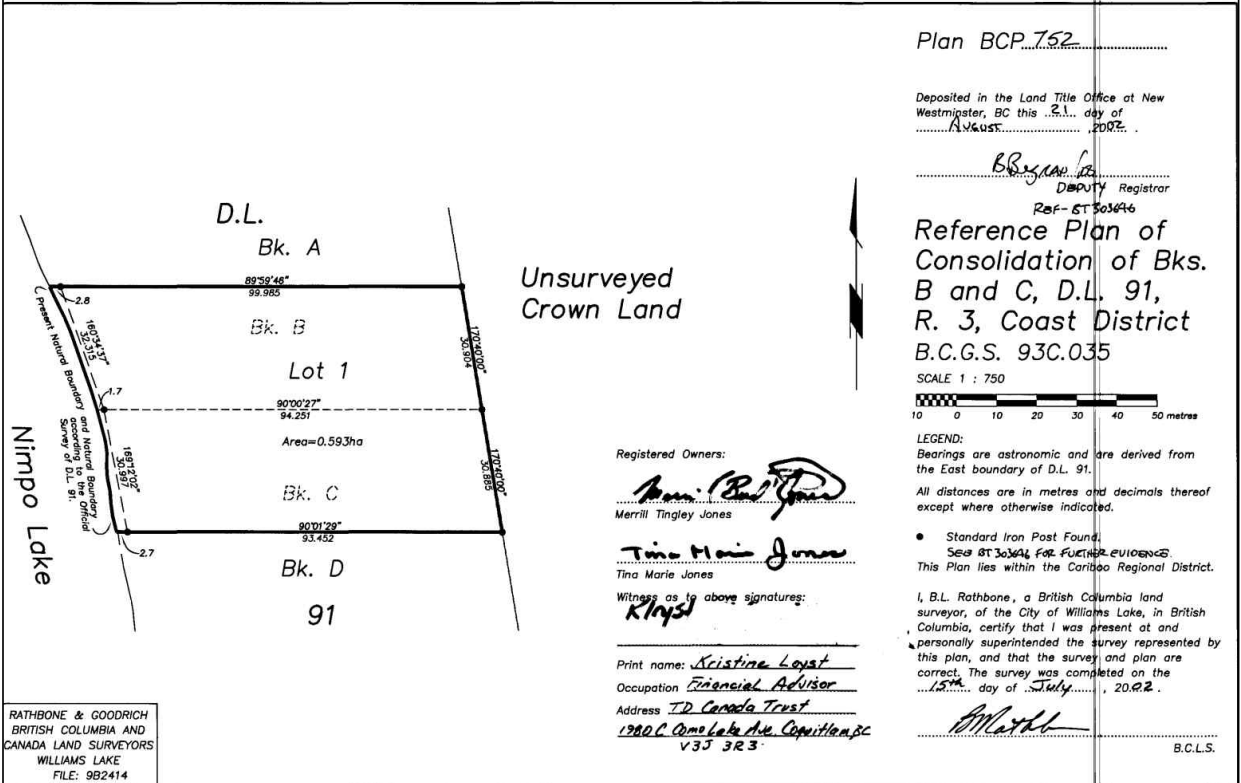 Plan BCP 752
Deposited in the Land Title Office at New
Westminster, BC this 21 day of
August , 2002 .
DEPUTY Registrar
REF- BT303646
Reference Plan of
Consolidation of Bks.
B and C, D.L. 91,
R. 3, Coast District
B.C.G.S. 93C.035
SCALE 1 : 750
10 0 10 20 30 40 50 metres
LEGEND:
Bearings are astronomic and are derived from
the East boundary of D.L. 91.
All distances are in metres and decimals thereof
except where otherwise indicated.
Standard Iron Post Found.
SEE BT303646 FOR FURTHER EVIDENCE.
This Plan lies within the Cariboo Regional District.
I, B.L. Rathbone, a British Columbia land
surveyor, of the City of Williams Lake, in British
Columbia, certify that I was present at and
personally superintended the survey represented by
this plan, and that the survey and plan are
correct. The survey was completed on the
15th day of July , 2002 .
B.C.L.S.
D.L.
Bk. A
89°59'46"
99.985
2.8
Bk. B
160°34'37"
32.315
170°40'00"
30.904
Lot 1
1.7
90°00'27"
94.251
Area=0.593ha
169°12'02"
30.997
170°40'00"
30.885
Bk. C
90°01'29"
93.452
2.7
Bk. D
91
Present Natural Boundary and Natural Boundary
according to the Official
Survey of D.L. 91.
Nimpo Lake
Unsurveyed
Crown Land
Registered Owners:
Merrill Tingley Jones
Tina Marie Jones
Tina Marie Jones
Witness as to above signatures:
KLoyst
Print name: Kristine Loyst
Occupation Financial Advisor
Address TD Canada Trust
1980 C Como Lake Ave. Coquitlam, BC
V3J 3R3
RATHBONE & GOODRICH
BRITISH COLUMBIA AND
CANADA LAND SURVEYORS
WILLIAMS LAKE
FILE: 9B2414